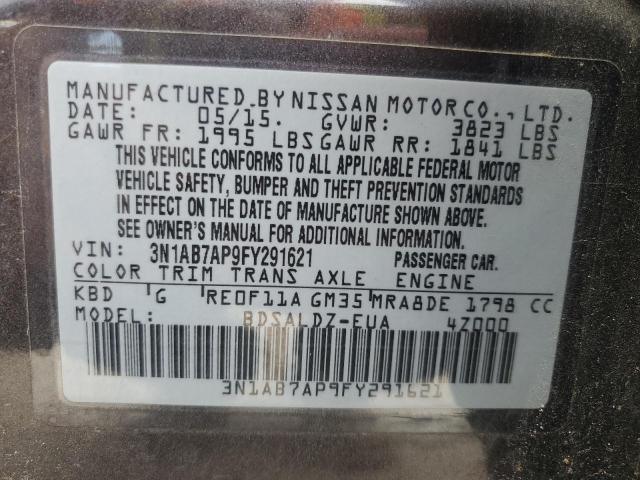 MANUFACTURED BY NISSAN MOTOR CO., LTD.
DATE: 05/15. GVWR: 3823 LBS
GAWR FR: 1995 LBS GAWR RR: 1841 LBS
THIS VEHICLE CONFORMS TO ALL APPLICABLE FEDERAL MOTOR
VEHICLE SAFETY, BUMPER AND THEFT PREVENTION STANDARDS
IN EFFECT ON THE DATE OF MANUFACTURE SHOWN ABOVE.
SEE OWNER'S MANUAL FOR ADDITIONAL INFORMATION.
VIN: 3N1AB7AP9FY291621 PASSENGER CAR.
COLOR TRIM TRANS AXLE ENGINE
KBD G RE0F11A GM35 MRA8DE 1798 CC
MODEL: BDSALDZ-EUA 4Z000
3N1AB7AP9FY291621